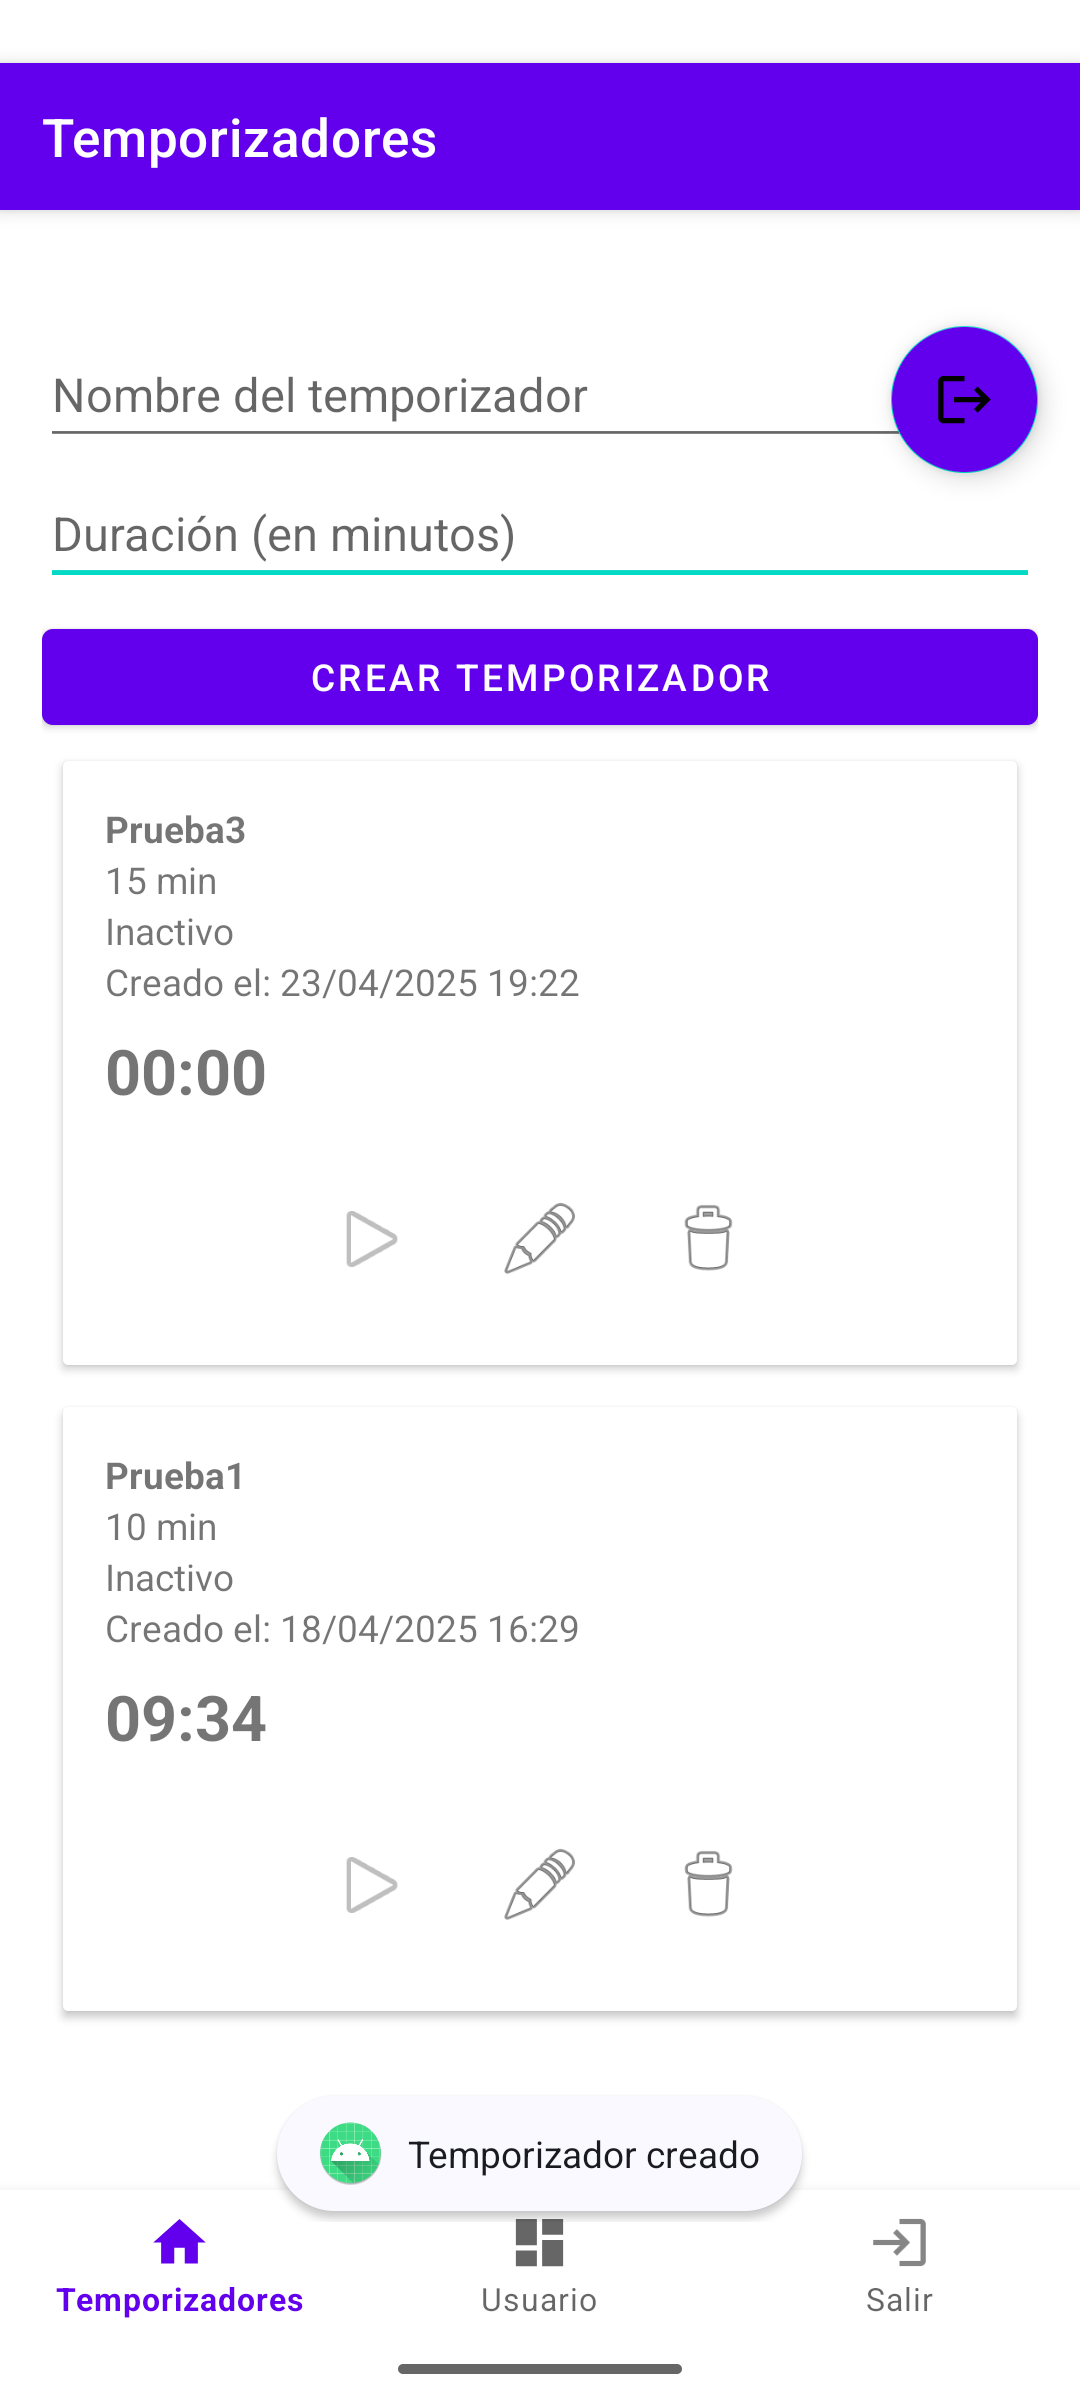 Temporizadores
Nombre del temporizador
Duración (en minutos)
CREAR TEMPORIZADOR
Prueba3
15 min
Inactivo
Creado el: 23/04/2025 19:22
00:00
Prueba1
10 min
Inactivo
Creado el: 18/04/2025 16:29
09:34
Temporizador creado
Temporizadores
Usuario
Salir